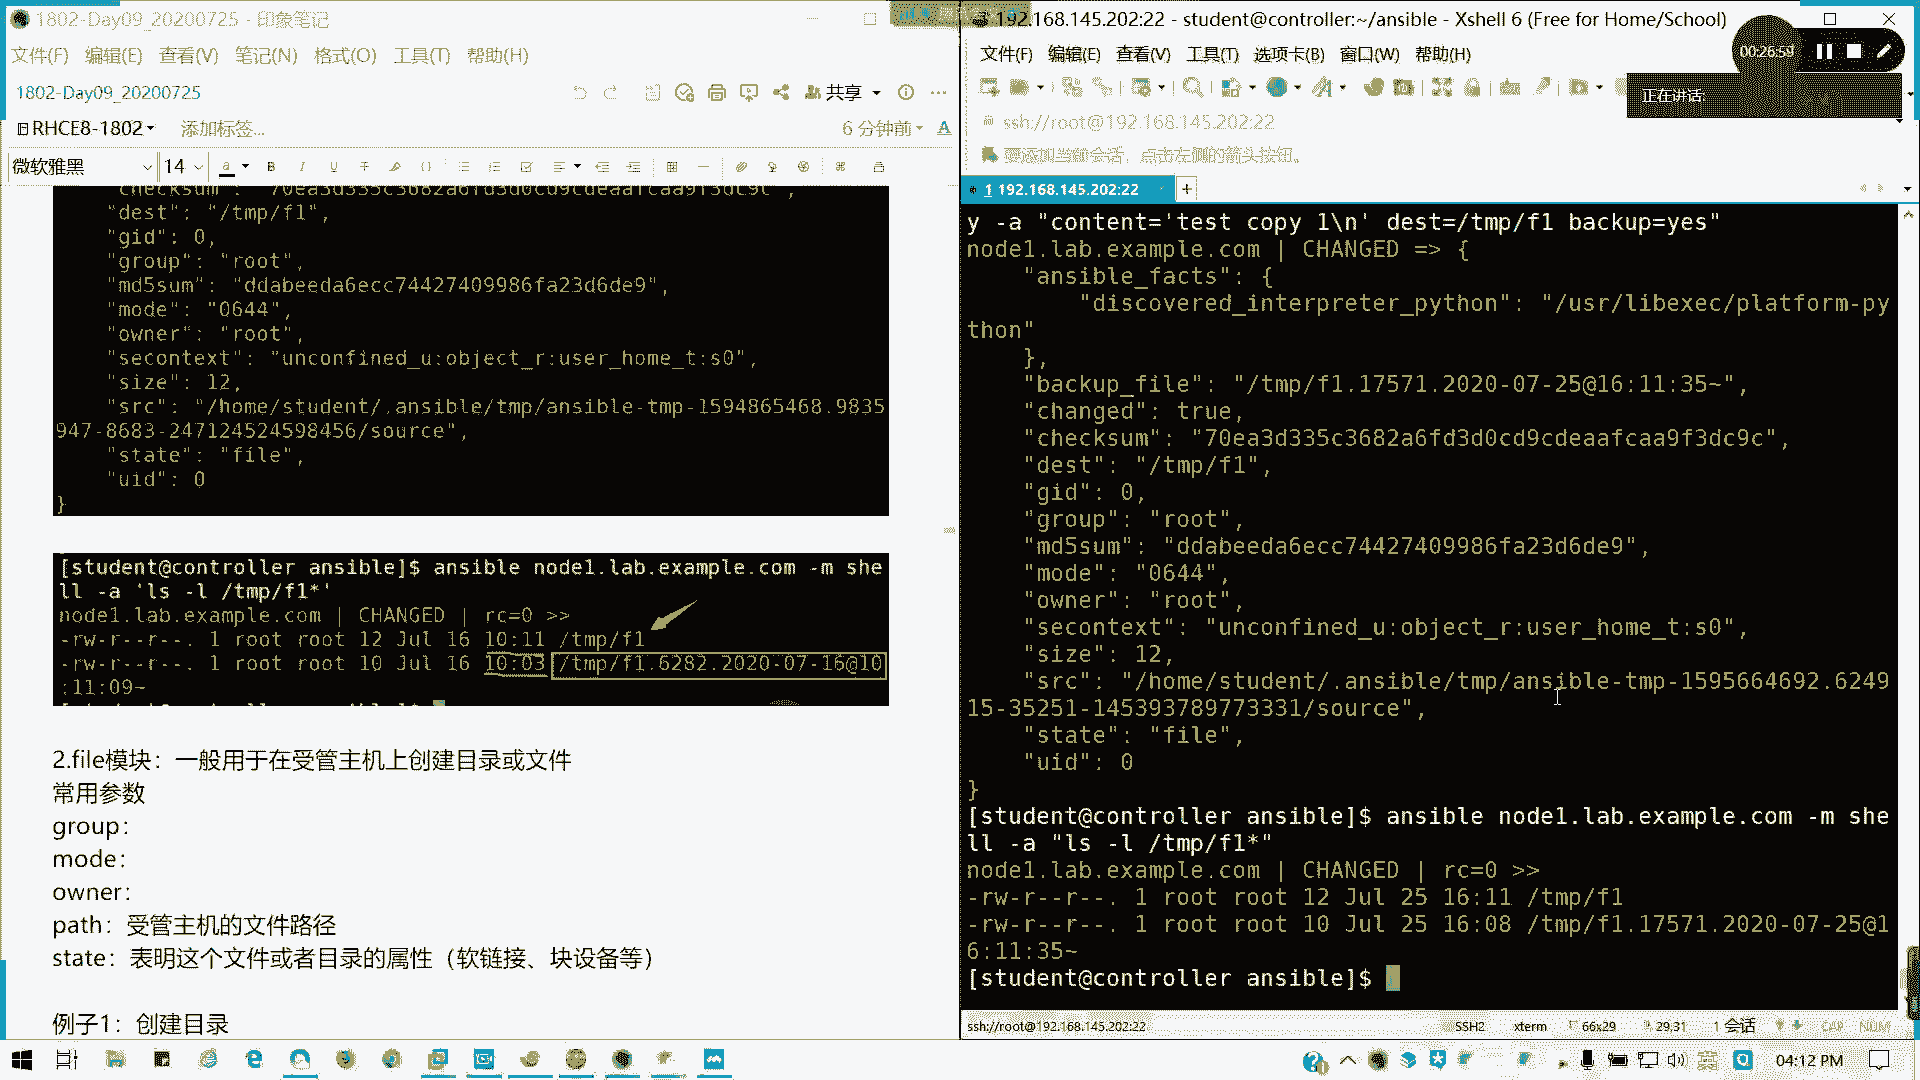 1802-Day09_20200725 - 印象笔记
文件(F) 编辑(E) 查看(V) 笔记(N) 格式(O) 工具(T) 帮助(H)
1802-Day09_20200725
共享
RHCE8-1802
添加标签...
6 分钟前
微软雅黑
14
checksum : "70ea3d335c3682a6fd3d0cd9cdeaafcaa9f3dc9c",
"dest": "/tmp/f1",
"gid": 0,
"group": "root",
"md5sum": "ddabeeda6ecc74427409986fa23d6de9",
"mode": "0644",
"owner": "root",
"secontext": "unconfined_u:object_r:user_home_t:s0",
"size": 12,
"src": "/home/student/.ansible/tmp/ansible-tmp-1594865468.9835
947-8683-247124524598456/source",
"state": "file",
"uid": 0
}
[student@controller ansible]$ ansible node1.lab.example.com -m she
ll -a 'ls -l /tmp/f1*'
node1.lab.example.com | CHANGED | rc=0 >>
-rw-r--r--. 1 root root 12 Jul 16 10:11 /tmp/f1
-rw-r--r--. 1 root root 10 Jul 16 10:03 /tmp/f1.6282.2020-07-16@10
:11:09~
2.file模块：一般用于在受管主机上创建目录或文件
常用参数
group：
mode：
owner：
path：受管主机的文件路径
state：表明这个文件或者目录的属性（软链接、块设备等）
例子1：创建目录
192.168.145.202:22 - student@controller:~/ansible - Xshell 6 (Free for Home/School)
文件(F) 编辑(E) 查看(V) 工具(T) 选项卡(B) 窗口(W) 帮助(H)
00:26:59
正在讲话:
ssh://root@192.168.145.202:22
要添加当前会话，点击左侧的箭头按钮。
1 192.168.145.202:22
y -a "content='test copy 1\n' dest=/tmp/f1 backup=yes"
node1.lab.example.com | CHANGED => {
"ansible_facts": {
"discovered_interpreter_python": "/usr/libexec/platform-py
thon"
},
"backup_file": "/tmp/f1.17571.2020-07-25@16:11:35~",
"changed": true,
"checksum": "70ea3d335c3682a6fd3d0cd9cdeaafcaa9f3dc9c",
"dest": "/tmp/f1",
"gid": 0,
"group": "root",
"md5sum": "ddabeeda6ecc74427409986fa23d6de9",
"mode": "0644",
"owner": "root",
"secontext": "unconfined_u:object_r:user_home_t:s0",
"size": 12,
"src": "/home/student/.ansible/tmp/ansible-tmp-1595664692.6249
15-35251-145393789773331/source",
"state": "file",
"uid": 0
}
[student@controller ansible]$ ansible node1.lab.example.com -m she
ll -a "ls -l /tmp/f1*"
node1.lab.example.com | CHANGED | rc=0 >>
-rw-r--r--. 1 root root 12 Jul 25 16:11 /tmp/f1
-rw-r--r--. 1 root root 10 Jul 25 16:08 /tmp/f1.17571.2020-07-25@1
6:11:35~
[student@controller ansible]$
ssh://root@192.168.145.202:22
SSH2 xterm 66x29 29,31 1 会话 CAP NUM
04:12 PM